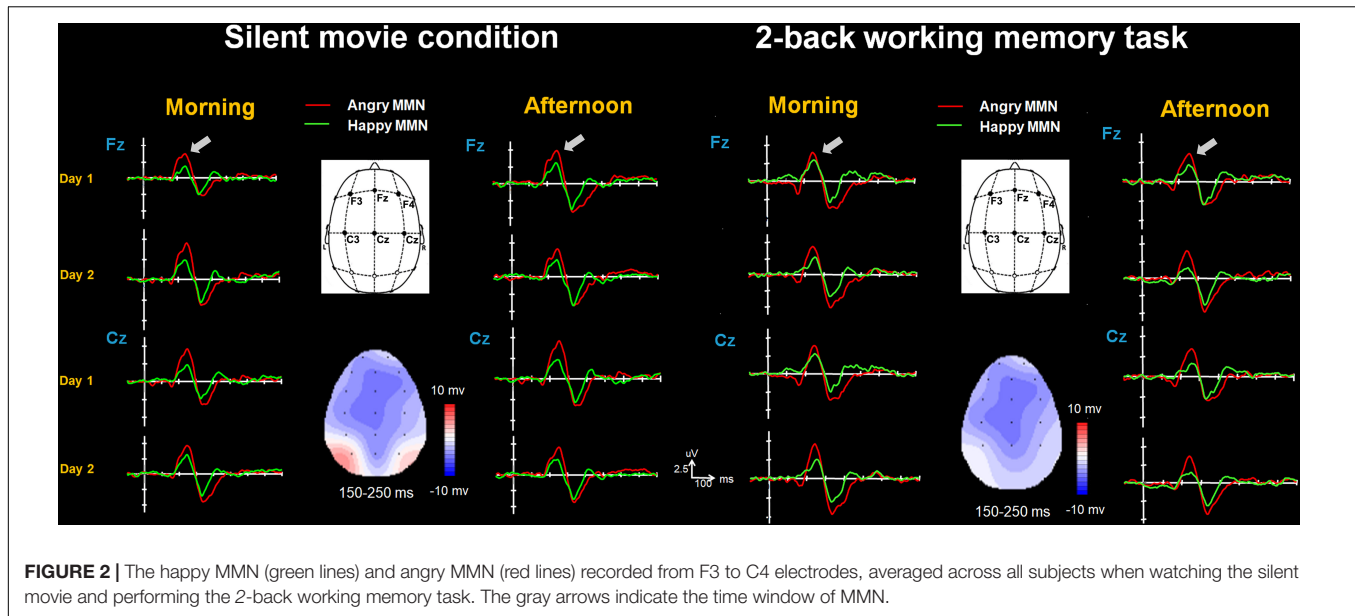 Silent movie condition
2-back working memory task
Morning
Angry MMN
Happy MMN
Afternoon
Morning
Angry MMN
Happy MMN
Afternoon
Fz
Fz
Day 1
F3
Fz
F4
C3
Cz
Cz
L
R
F3
Fz
F4
C3
Cz
Cz
L
R
Day 2
Cz
Cz
Day 1
10 mv
-10 mv
10 mv
-10 mv
Day 2
150-250 ms
uV
2.5
100 ms
150-250 ms
FIGURE 2 | The happy MMN (green lines) and angry MMN (red lines) recorded from F3 to C4 electrodes, averaged across all subjects when watching the silent
movie and performing the 2-back working memory task. The gray arrows indicate the time window of MMN.